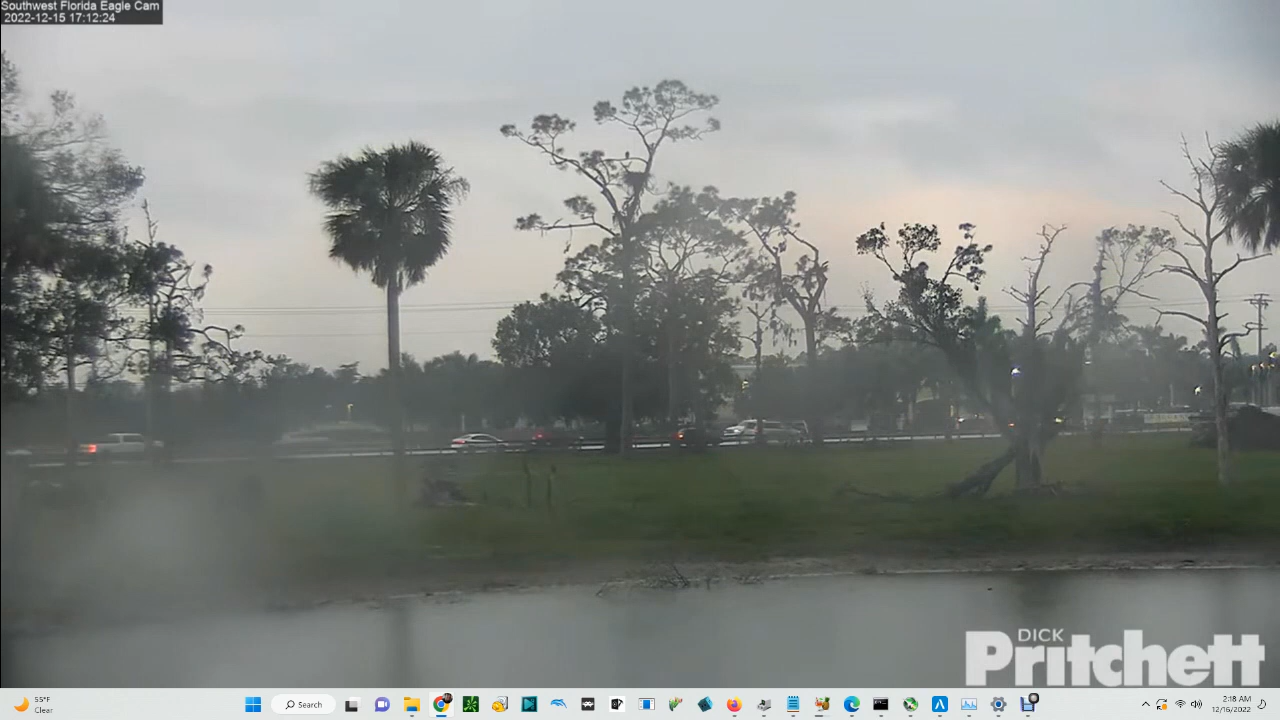 Southwest Florida Eagle Cam
2022-12-15 17:12:24
DICK
Pritchett
55°F
Clear
Search
2:18 AM
12/16/2022